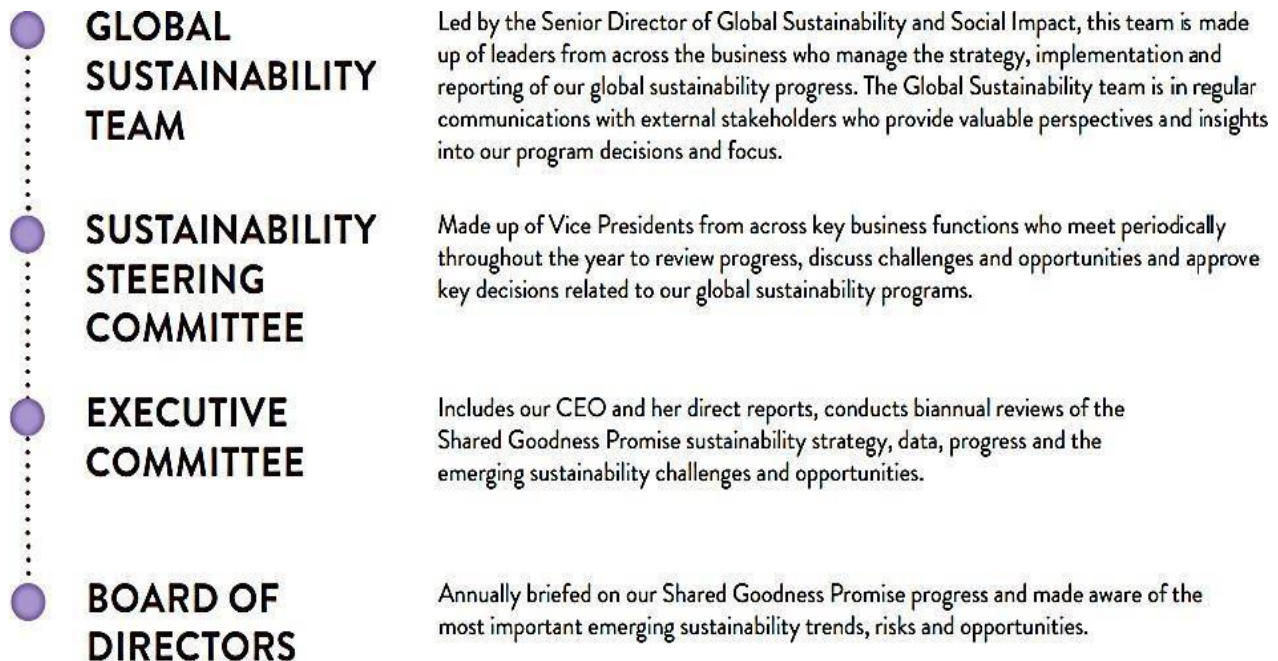 GLOBAL
SUSTAINABILITY
TEAM
Led by the Senior Director of Global Sustainability and Social Impact, this team is made
up of leaders from across the business who manage the strategy, implementation and
reporting of our global sustainability progress. The Global Sustainability team is in regular
communications with external stakeholders who provide valuable perspectives and insights
into our program decisions and focus.
SUSTAINABILITY
STEERING
COMMITTEE
Made up of Vice Presidents from across key business functions who meet periodically
throughout the year to review progress, discuss challenges and opportunities and approve
key decisions related to our global sustainability programs.
EXECUTIVE
COMMITTEE
Includes our CEO and her direct reports, conducts biannual reviews of the
Shared Goodness Promise sustainability strategy, data, progress and the
emerging sustainability challenges and opportunities.
BOARD OF
DIRECTORS
Annually briefed on our Shared Goodness Promise progress and made aware of the
most important emerging sustainability trends, risks and opportunities.